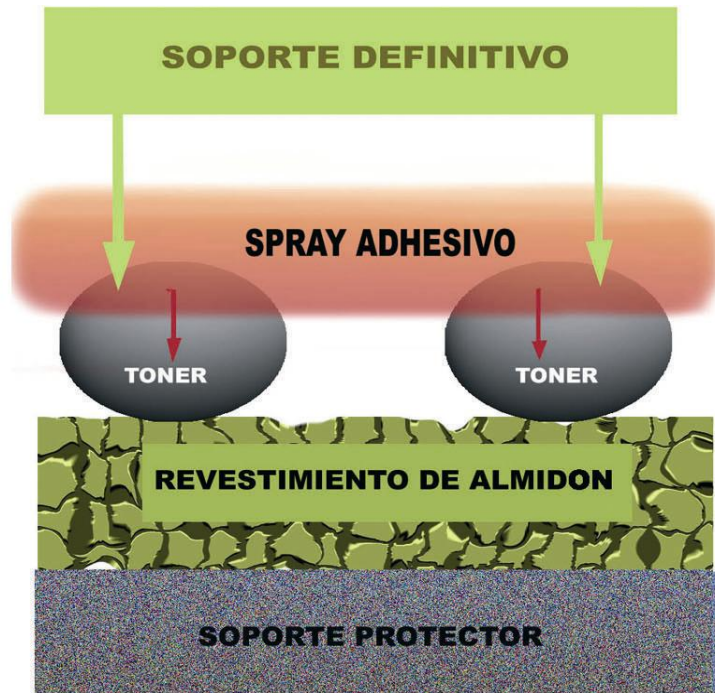 SOPORTE DEFINITIVO
SPRAY ADHESIVO
TONER
TONER
REVESTIMIENTO DE ALMIDON
SOPORTE PROTECTOR